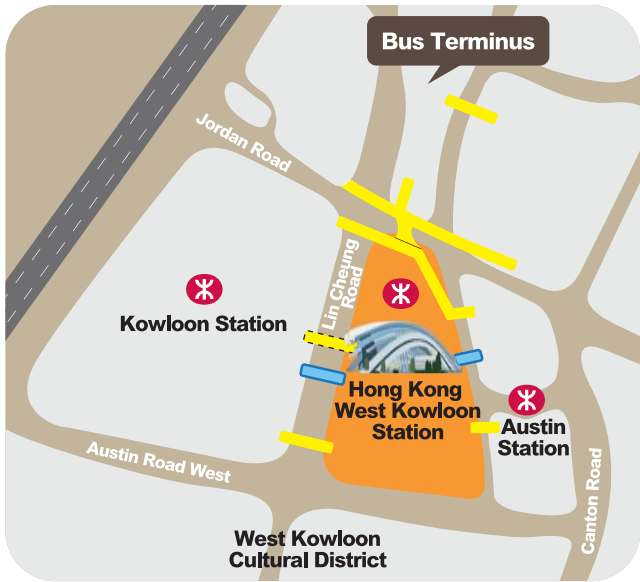 Bus Terminus
Jordan Road
Lin Cheung
Road
Kowloon Station
Hong Kong
West Kowloon
Station
Austin
Station
Austin Road West
Canton Road
West Kowloon
Cultural District